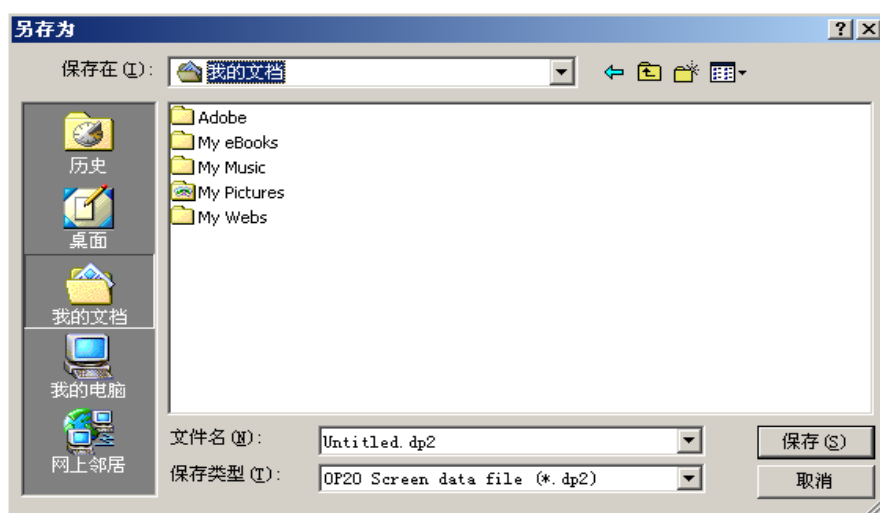 另存为
保存在(I): 我的文档
Adobe
My eBooks
My Music
My Pictures
My Webs
历史
桌面
我的文档
我的电脑
网上邻居
文件名(N): Untitled.dp2 保存(S)
保存类型(T): OP20 Screen data file (*.dp2) 取消